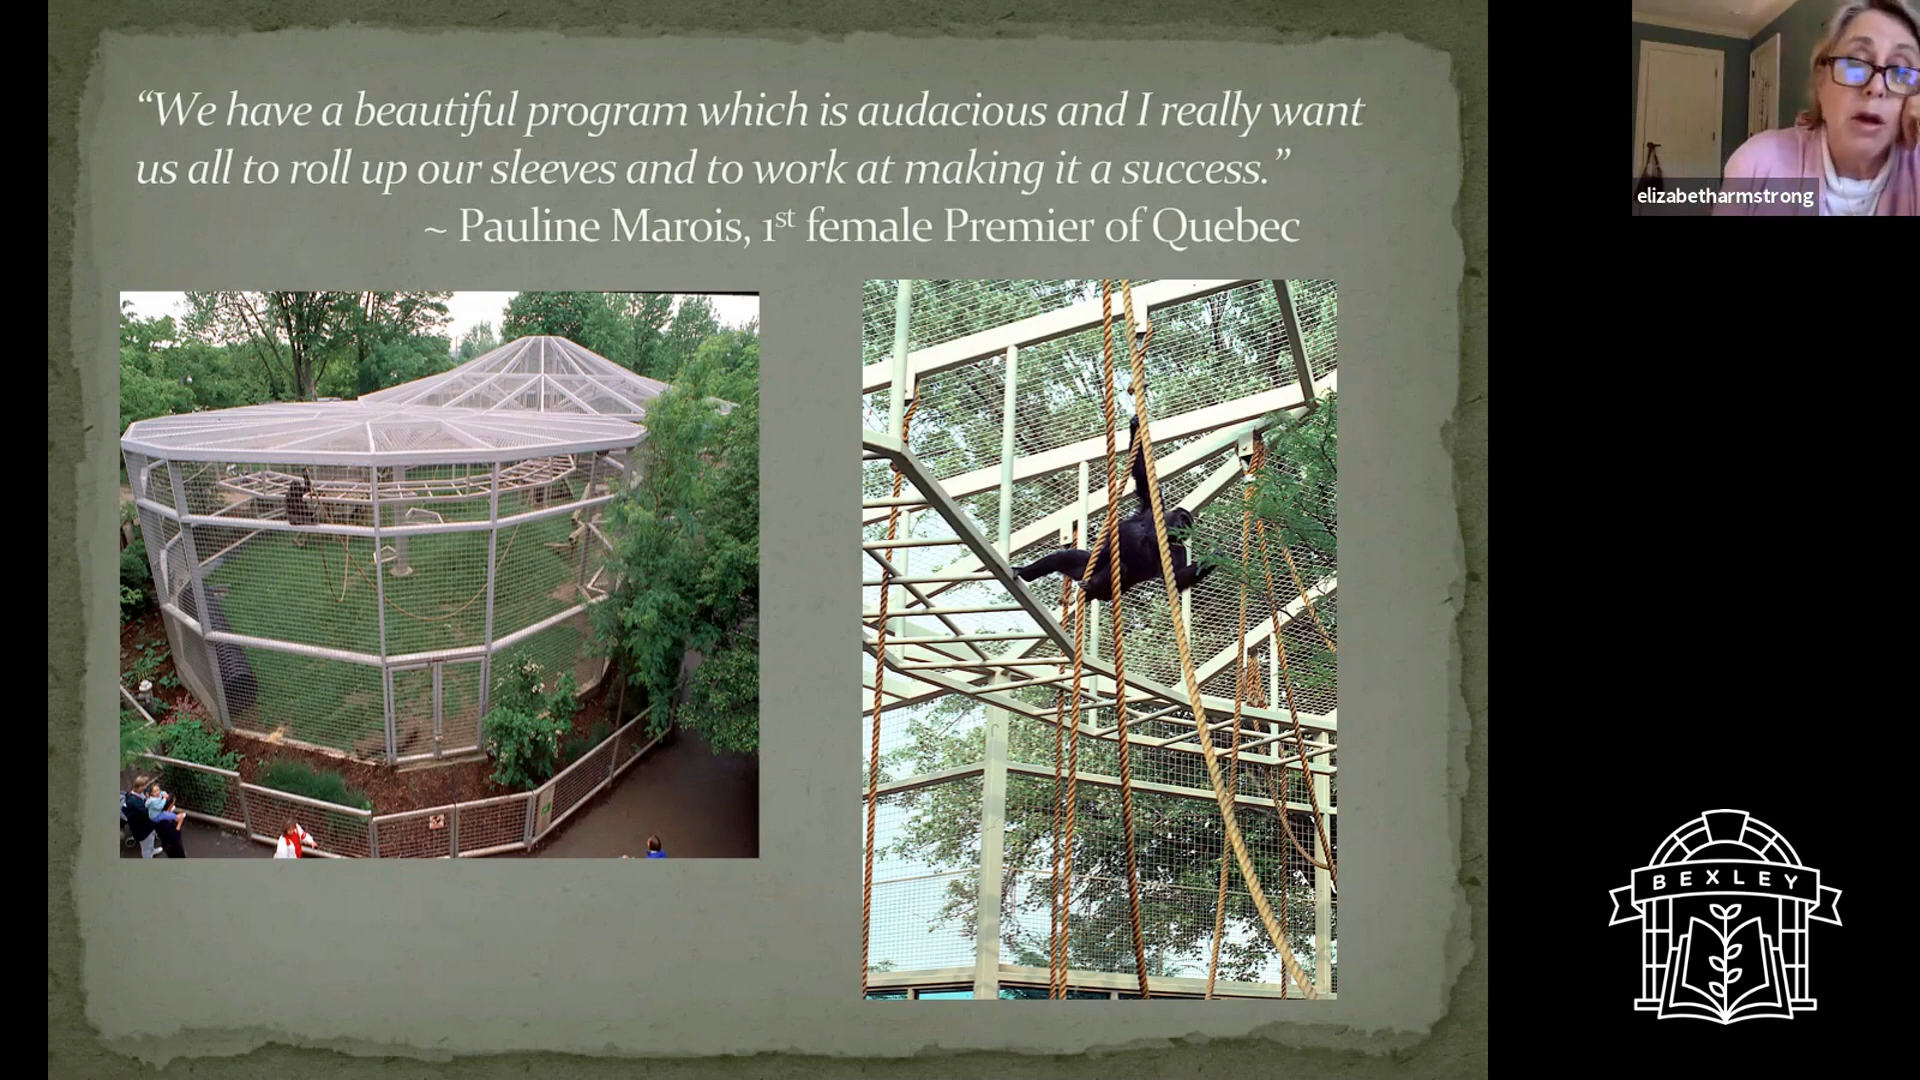 “We have a beautiful program which is audacious and I really want
us all to roll up our sleeves and to work at making it a success.”
~ Pauline Marois, 1st female Premier of Quebec
elizabetharmstrong
BEXLEY